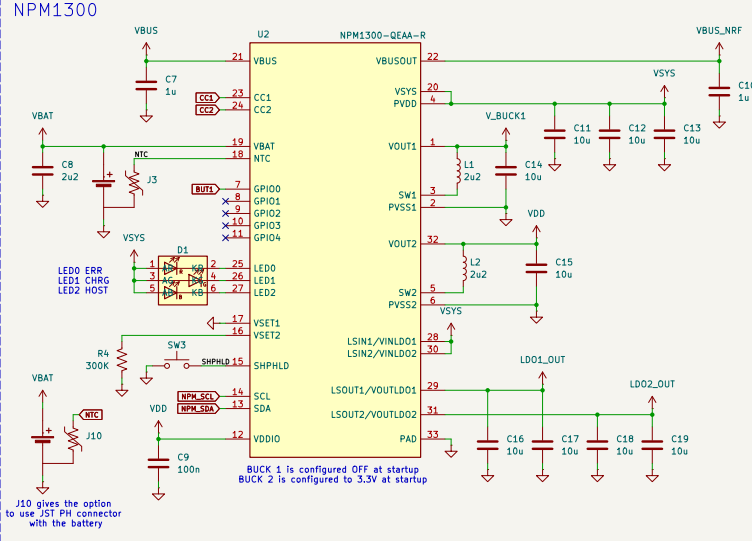 NPM1300
U2
NPM1300-QEAA-R
VBUS
21
VBUS
VBUSOUT
22
VBUS_NRF
C7
1u
C10
1u
CC1
23
CC1
CC2
24
CC2
VSYS
20
PVDD
4
VSYS
C11
10u
C12
10u
C13
10u
VBAT
19
VBAT
18
NTC
NTC
C8
2u2
J3
VOUT1
1
V_BUCK1
L1
2u2
C14
10u
SW1
3
PVSS1
2
BUT1
7
GPIO0
8
GPIO1
9
GPIO2
10
GPIO3
11
GPIO4
VOUT2
32
VDD
L2
2u2
C15
10u
SW2
5
PVSS2
6
VSYS
D1
LED0 ERR
LED1 CHRG
LED2 HOST
1
2
25
LED0
3
4
26
LED1
5
6
27
LED2
17
VSET1
16
VSET2
R4
300K
SW3
SHPHLD
15
SHPHLD
VSYS
LSIN1/VINLDO1
28
LSIN2/VINLDO2
30
LSOUT1/VOUTLDO1
29
LDO1_OUT
LSOUT2/VOUTLDO2
31
LDO2_OUT
PAD
33
C16
10u
C17
10u
C18
10u
C19
10u
NPM_SCL
14
SCL
NPM_SDA
13
SDA
VDD
12
VDDIO
C9
100n
VBAT
NTC
J10
BUCK 1 is configured OFF at startup
BUCK 2 is configured to 3.3V at startup
J10 gives the option
to use JST PH connector
with the battery